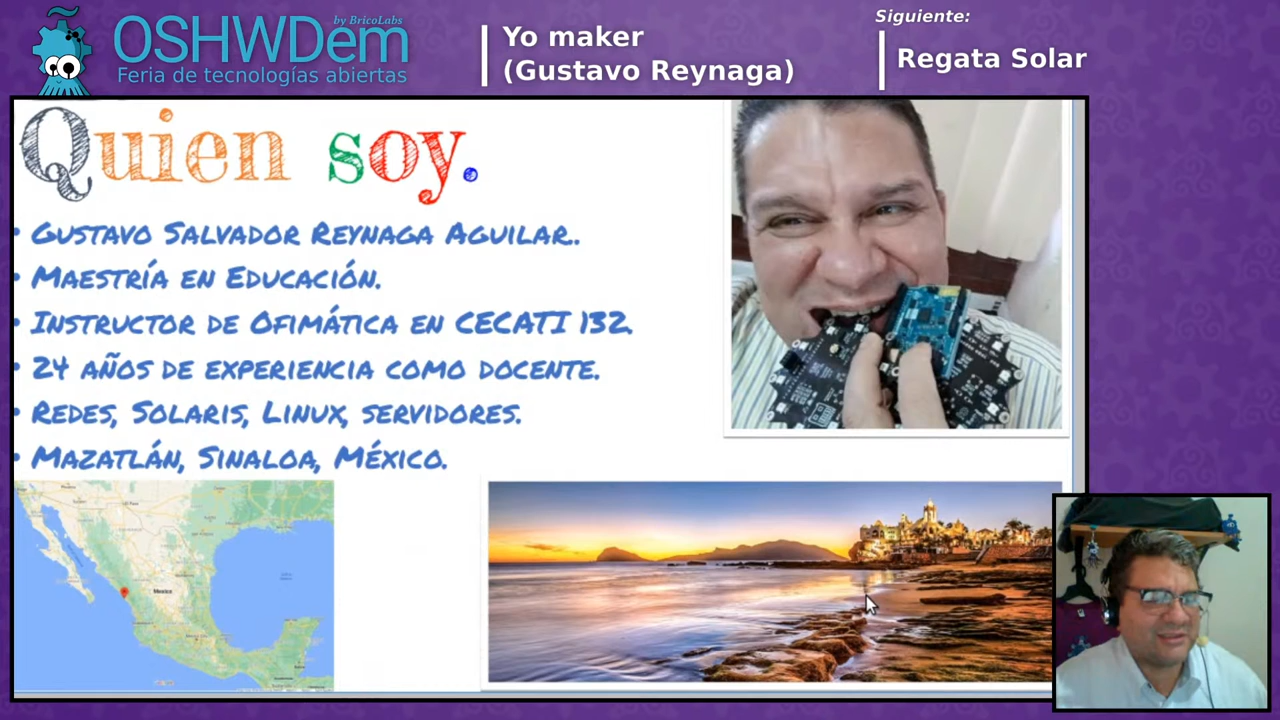 OSHWDem
by BricoLabs
Feria de tecnologías abiertas
Yo maker
(Gustavo Reynaga)
Siguiente:
Regata Solar
Quien soy.
• Gustavo Salvador Reynaga Aguilar..
• Maestría en Educación.
• Instructor de Ofimática en CECATI 132.
• 24 años de experiencia como docente.
• Redes, Solaris, Linux, servidores.
• Mazatlán, Sinaloa, México.
Mexico